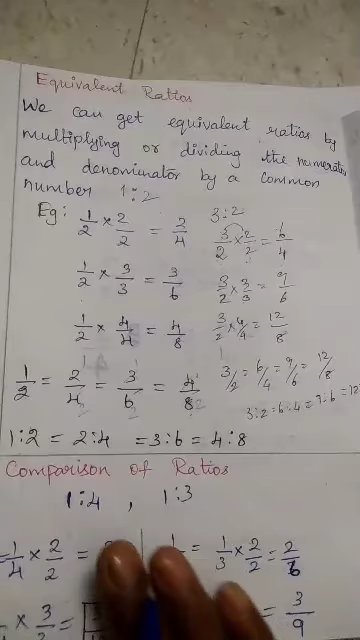 Equivalent Ratios
We can get equivalent ratios by
multiplying or dividing the numerator
and denominator by a common
number 1:2
Eg: 1/2 × 2/2 = 2/4
3:2
3/2 × 2/2 = 6/4
1/2 × 3/3 = 3/6
3/2 × 3/3 = 9/6
1/2 × 4/4 = 4/8
3/2 × 4/4 = 12/8
1/2 = 2/4 = 3/6 = 4/8
3/2 = 6/4 = 9/6 = 12/8
3:2 = 6:4 = 9:6 = 12
1:2 = 2:4 = 3:6 = 4:8
Comparison of Ratios
1:4 , 1:3
= 1/4 × 2/2 =
= 1/3 × 2/2 = 2/6
× 3/3 =
= 3/9